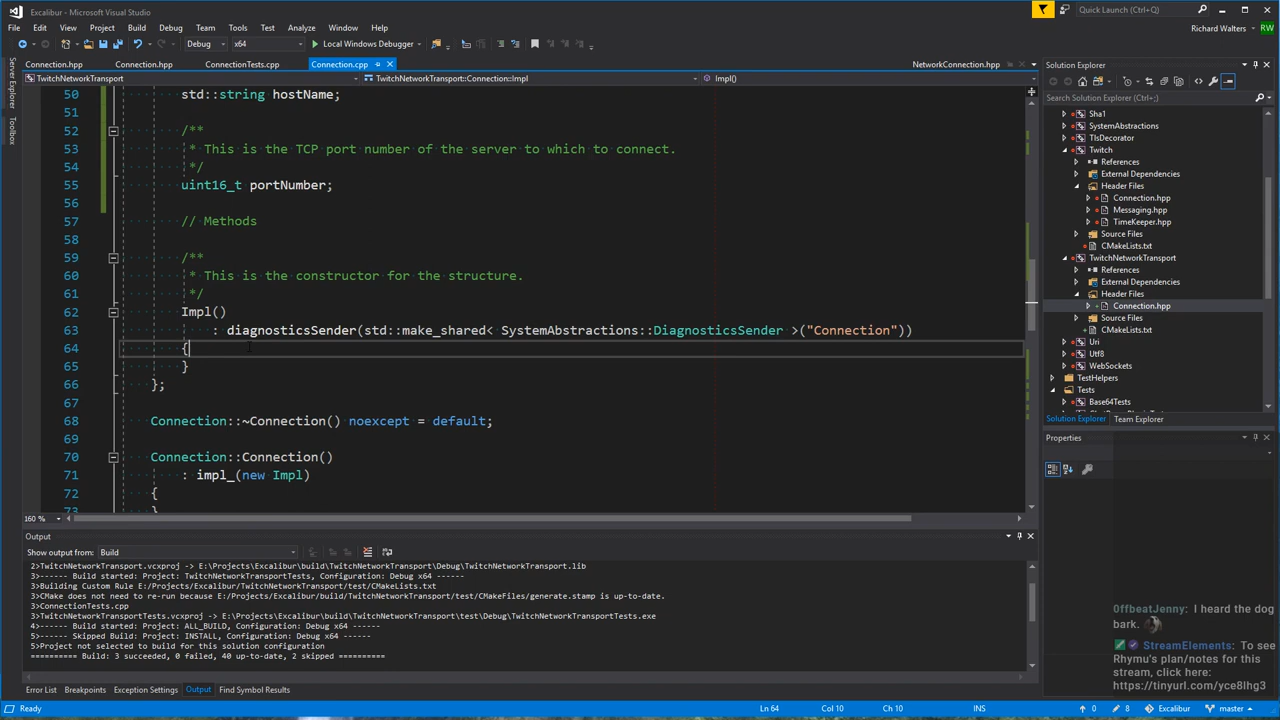 Excalibur - Microsoft Visual Studio
Quick Launch (Ctrl+Q)
File Edit View Project Build Debug Team Tools Test Analyze Window Help
Richard Walters RW
Debug x64 Local Windows Debugger
Connection.hpp Connection.hpp ConnectionTests.cpp Connection.cpp NetworkConnection.hpp
TwitchNetworkTransport TwitchNetworkTransport::Connection::Impl Impl()
Server Explorer
Toolbox
50 std::string hostName;
51
52 /**
53 * This is the TCP port number of the server to which to connect.
54 */
55 uint16_t portNumber;
56
57 // Methods
58
59 /**
60 * This is the constructor for the structure.
61 */
62 Impl()
63 : diagnosticsSender(std::make_shared< SystemAbstractions::DiagnosticsSender >("Connection"))
64 {
65 }
66 };
67
68 Connection::~Connection() noexcept = default;
69
70 Connection::Connection()
71 : impl_(new Impl)
72 {
73 }
160 %
Solution Explorer
Search Solution Explorer (Ctrl+;)
Sha1
SystemAbstractions
TlsDecorator
Twitch
References
External Dependencies
Header Files
Connection.hpp
Messaging.hpp
TimeKeeper.hpp
Source Files
CMakeLists.txt
TwitchNetworkTransport
References
External Dependencies
Header Files
Connection.hpp
Source Files
CMakeLists.txt
Uri
Utf8
WebSockets
TestHelpers
Tests
Base64Tests
Solution Explorer Team Explorer
Properties
Output
Show output from: Build
2>TwitchNetworkTransport.vcxproj -> E:\Projects\Excalibur\build\TwitchNetworkTransport\Debug\TwitchNetworkTransport.lib
3>------ Build started: Project: TwitchNetworkTransportTests, Configuration: Debug x64 ------
3>Building Custom Rule E:/Projects/Excalibur/TwitchNetworkTransport/test/CMakeLists.txt
3>CMake does not need to re-run because E:/Projects/Excalibur/build/TwitchNetworkTransport/test/CMakeFiles/generate.stamp is up-to-date.
3>ConnectionTests.cpp
3>TwitchNetworkTransportTests.vcxproj -> E:\Projects\Excalibur\build\TwitchNetworkTransport\test\Debug\TwitchNetworkTransportTests.exe
4>------ Build started: Project: ALL_BUILD, Configuration: Debug x64 ------
5>------ Skipped Build: Project: INSTALL, Configuration: Debug x64 ------
5>Project not selected to build for this solution configuration
========== Build: 3 succeeded, 0 failed, 40 up-to-date, 2 skipped ==========
0ffbeatJenny: I heard the dog
bark.
StreamElements: To see
Rhymu's plan/notes for this
stream, click here:
https://tinyurl.com/yce8lhg3
Error List Breakpoints Exception Settings Output Find Symbol Results
Ready Ln 64 Col 10 Ch 10 INS 0 8 Excalibur master